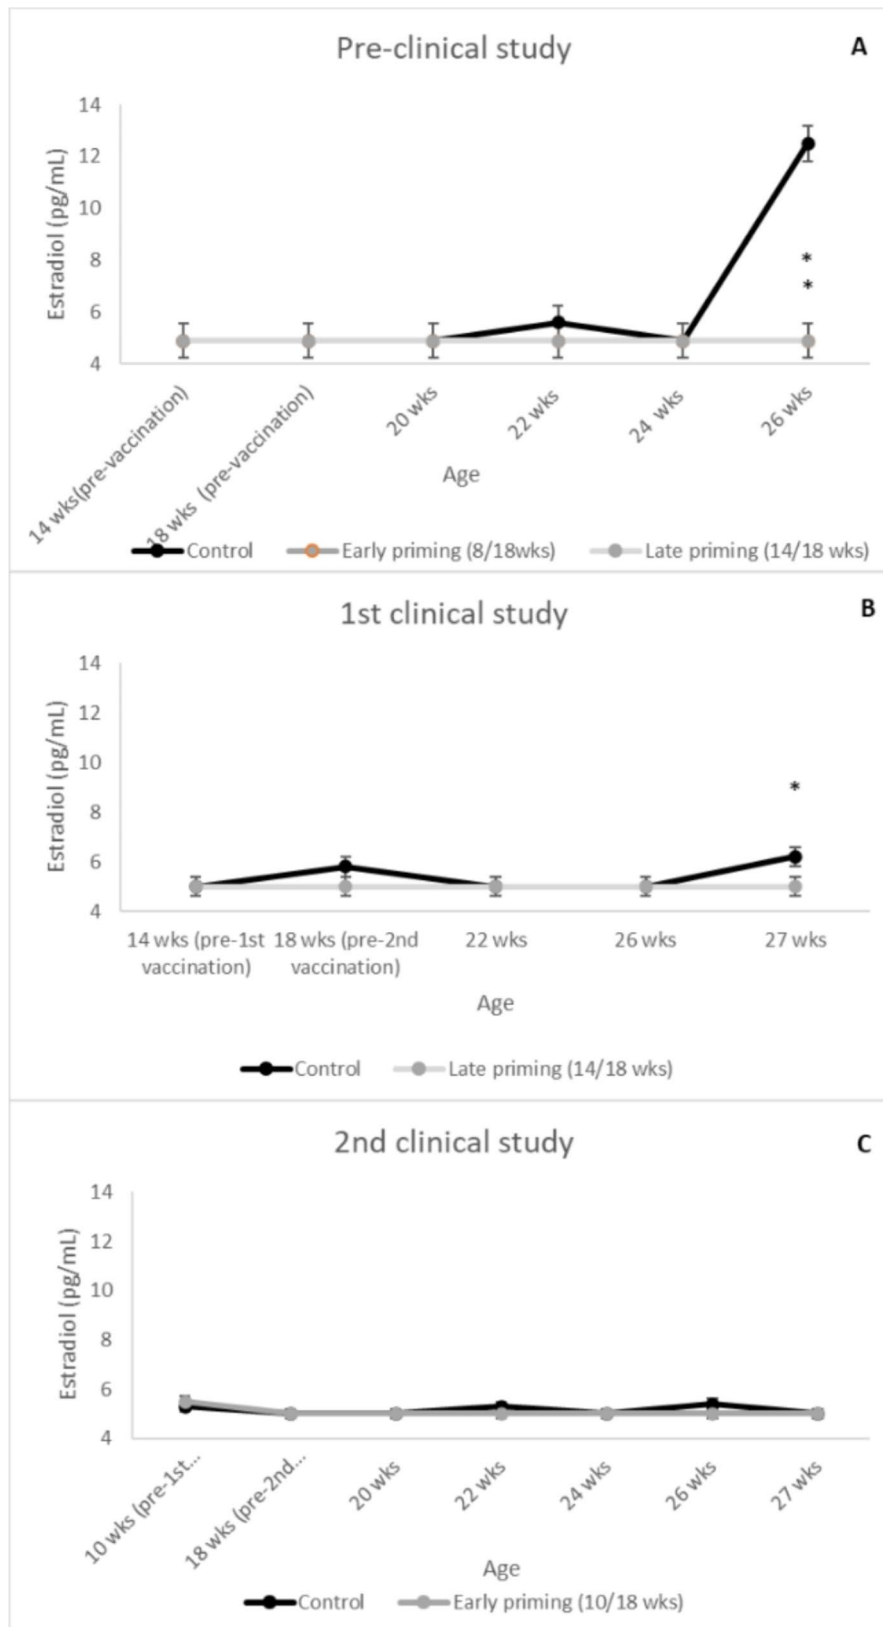 Pre-clinical study
A
Estradiol (pg/mL)
14
12
10
8
6
4
*
*
14 wks(pre-vaccination)
18 wks (pre-vaccination)
20 wks
22 wks
24 wks
26 wks
Age
Control
Early priming (8/18wks)
Late priming (14/18 wks)
1st clinical study
B
Estradiol (pg/mL)
14
12
10
8
6
4
*
14 wks (pre-1st
vaccination)
18 wks (pre-2nd
vaccination)
22 wks
26 wks
27 wks
Age
Control
Late priming (14/18 wks)
2nd clinical study
C
Estradiol (pg/mL)
14
12
10
8
6
4
10 wks (pre-1st...
18 wks (pre-2nd...
20 wks
22 wks
24 wks
26 wks
27 wks
Age
Control
Early priming (10/18 wks)